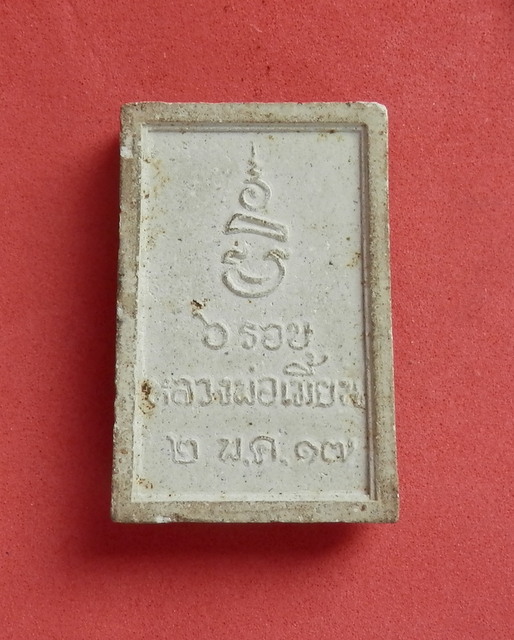 ๖ รอบ
หลวงพ่อเพี้ยน
๒ พ.ค. ๑๗